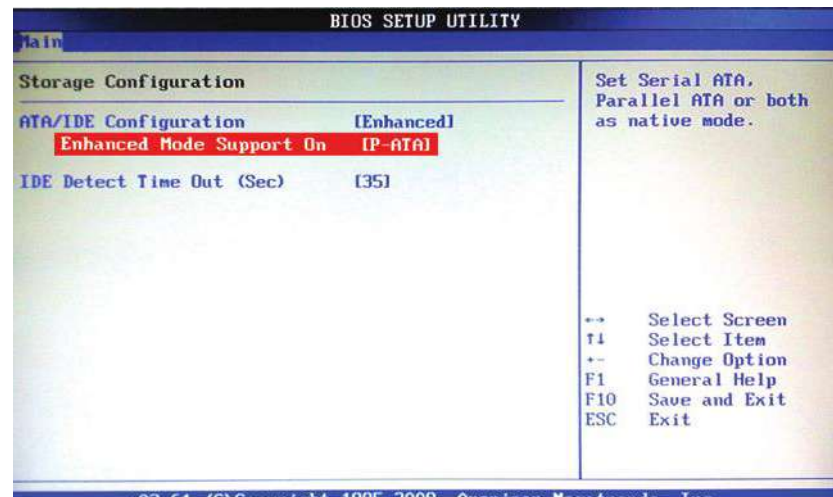 BIOS SETUP UTILITY
Main
Storage Configuration
ATA/IDE Configuration [Enhanced]
Enhanced Mode Support On [P-ATA]
IDE Detect Time Out (Sec) [35]
Set Serial ATA,
Parallel ATA or both
as native mode.
←→ Select Screen
↑↓ Select Item
+- Change Option
F1 General Help
F10 Save and Exit
ESC Exit